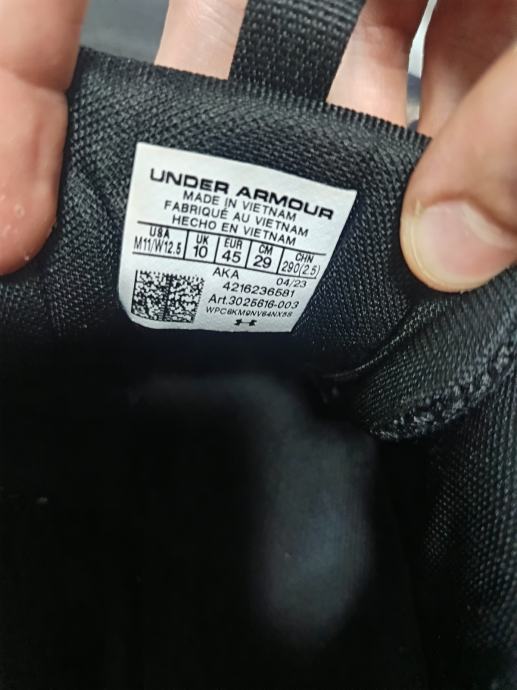 UNDER ARMOUR
MADE IN VIETNAM
FABRIQUÉ AU VIETNAM
HECHO EN VIETNAM
USA UK EUR CM CHN
M11/W12.5 10 45 29 290(2.5)
AKA 04/23
4216236581
Art.3025616-003